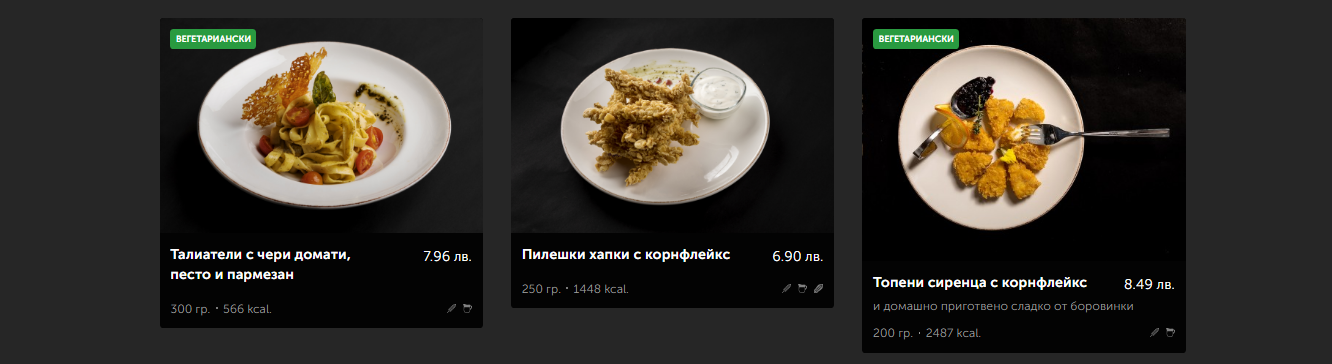 ВЕГЕТАРИАНСКИ
Талиатели с чери домати,
песто и пармезан
7.96 лв.
300 гр. · 566 kcal.
Пилешки хапки с корнфлейкс
6.90 лв.
250 гр. · 1448 kcal.
ВЕГЕТАРИАНСКИ
Топени сиренца с корнфлейкс
8.49 лв.
и домашно приготвено сладко от боровинки
200 гр. · 2487 kcal.